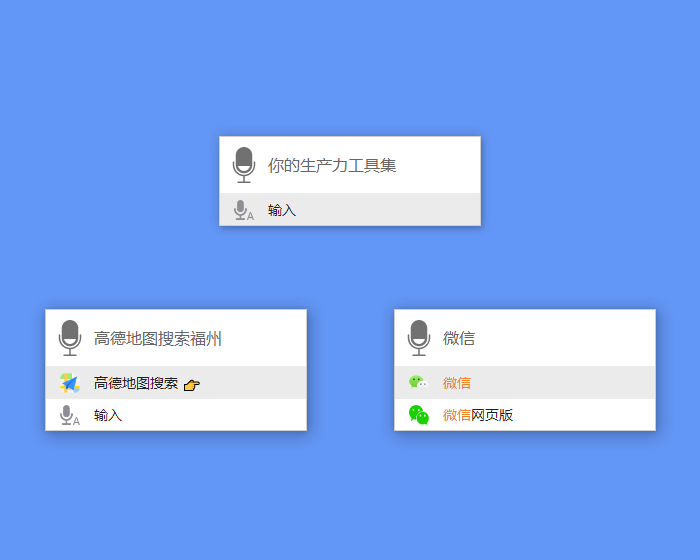 你的生产力工具集
输入
高德地图搜索福州
高德地图搜索 👉
输入
微信
微信
微信网页版